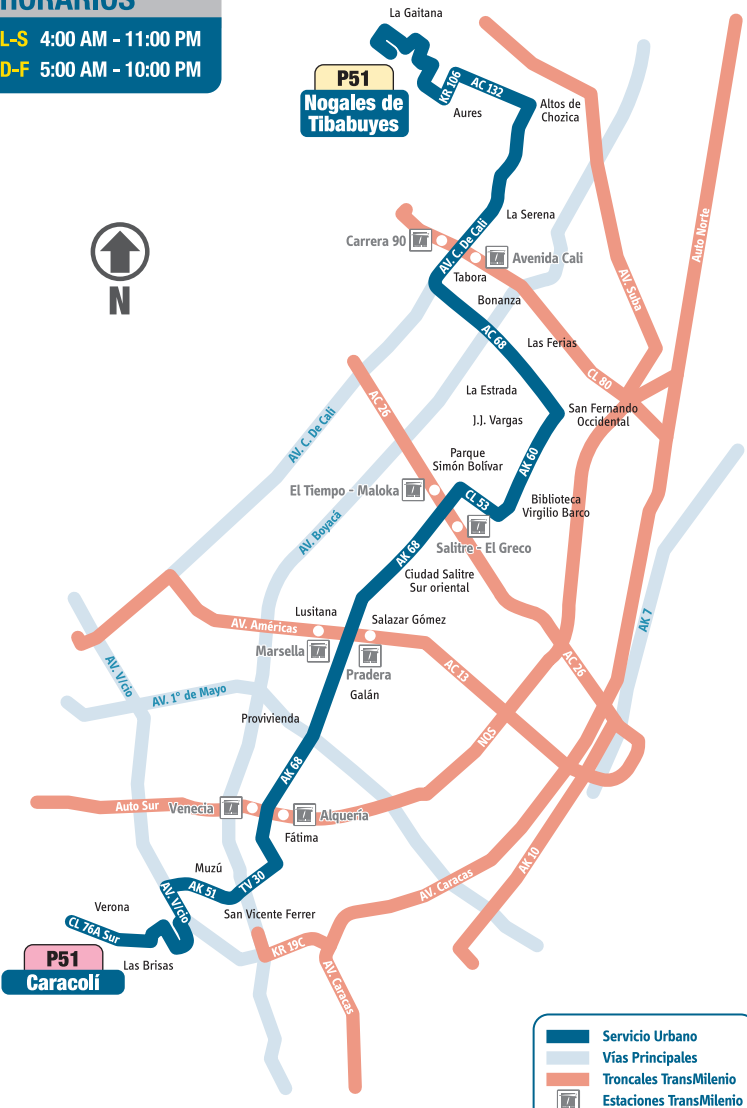 HORARIOS
L-S 4:00 AM - 11:00 PM
D-F 5:00 AM - 10:00 PM
La Gaitana
P51
Nogales de
Tibabuyes
KR 106
AC 132
Aures
Altos de
Chozica
La Serena
Carrera 90
AV. C. De Cali
Avenida Cali
Tabora
Bonanza
AV. Suba
Auto Norte
AC 68
Las Ferias
CL 80
AC 26
La Estrada
J.J. Vargas
San Fernando
Occidental
AV. C. De Cali
Parque
Simón Bolívar
AK 60
El Tiempo - Maloka
CL 53
Biblioteca
Virgilio Barco
AV. Boyacá
Salitre - El Greco
AK 68
Ciudad Salitre
Sur oriental
AK 7
Lusitana
Salazar Gómez
AV. Américas
Marsella
Pradera
AC 13
AC 26
AV. V/cio
AV. 1° de Mayo
Galán
Provivienda
NQS
AK 68
Auto Sur
Venecia
Alquería
Fátima
Muzú
AK 10
AV. Caracas
TV 30
AK 51
AV. V/cio
Verona
San Vicente Ferrer
CL 76A Sur
KR 19C
P51
Caracolí
Las Brisas
AV. Caracas
N
Servicio Urbano
Vías Principales
Troncales TransMilenio
Estaciones TransMilenio